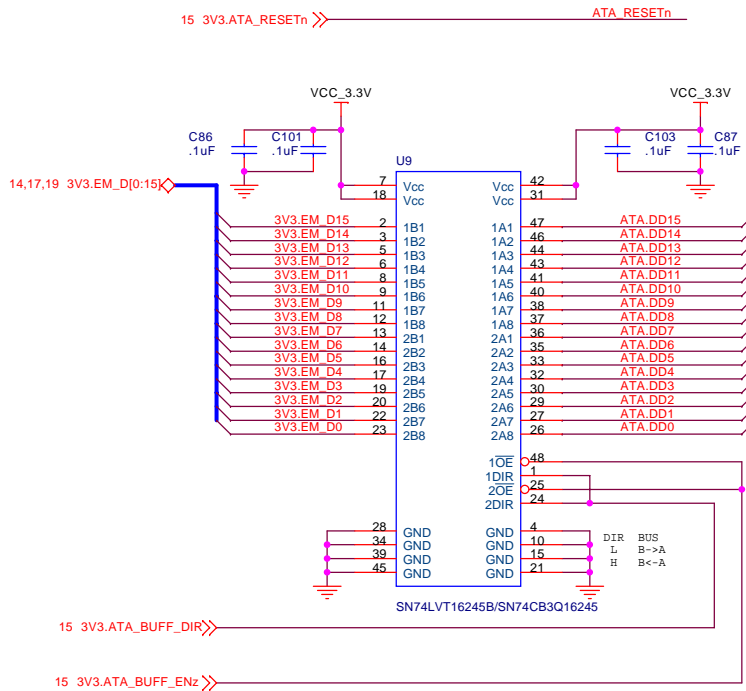 15 3V3.ATA_RESETn ATA_RESETn
VCC_3.3V VCC_3.3V
C86 .1uF C101 .1uF C103 .1uF C87 .1uF
U9
14,17,19 3V3.EM_D[0:15]
7 Vcc Vcc 42
18 Vcc Vcc 31
3V3.EM_D15 2 1B1 1A1 47 ATA.DD15
3V3.EM_D14 3 1B2 1A2 46 ATA.DD14
3V3.EM_D13 5 1B3 1A3 44 ATA.DD13
3V3.EM_D12 6 1B4 1A4 43 ATA.DD12
3V3.EM_D11 8 1B5 1A5 41 ATA.DD11
3V3.EM_D10 9 1B6 1A6 40 ATA.DD10
3V3.EM_D9 11 1B7 1A7 38 ATA.DD9
3V3.EM_D8 12 1B8 1A8 37 ATA.DD8
3V3.EM_D7 13 2B1 2A1 36 ATA.DD7
3V3.EM_D6 14 2B2 2A2 35 ATA.DD6
3V3.EM_D5 16 2B3 2A3 33 ATA.DD5
3V3.EM_D4 17 2B4 2A4 32 ATA.DD4
3V3.EM_D3 19 2B5 2A5 30 ATA.DD3
3V3.EM_D2 20 2B6 2A6 29 ATA.DD2
3V3.EM_D1 22 2B7 2A7 27 ATA.DD1
3V3.EM_D0 23 2B8 2A8 26 ATA.DD0
1OE 48
1DIR 1
2OE 25
2DIR 24
28 GND GND 4
34 GND GND 10
39 GND GND 15
45 GND GND 21
DIR BUS
L B->A
H B<-A
SN74LVT16245B/SN74CB3Q16245
15 3V3.ATA_BUFF_DIR
15 3V3.ATA_BUFF_ENz